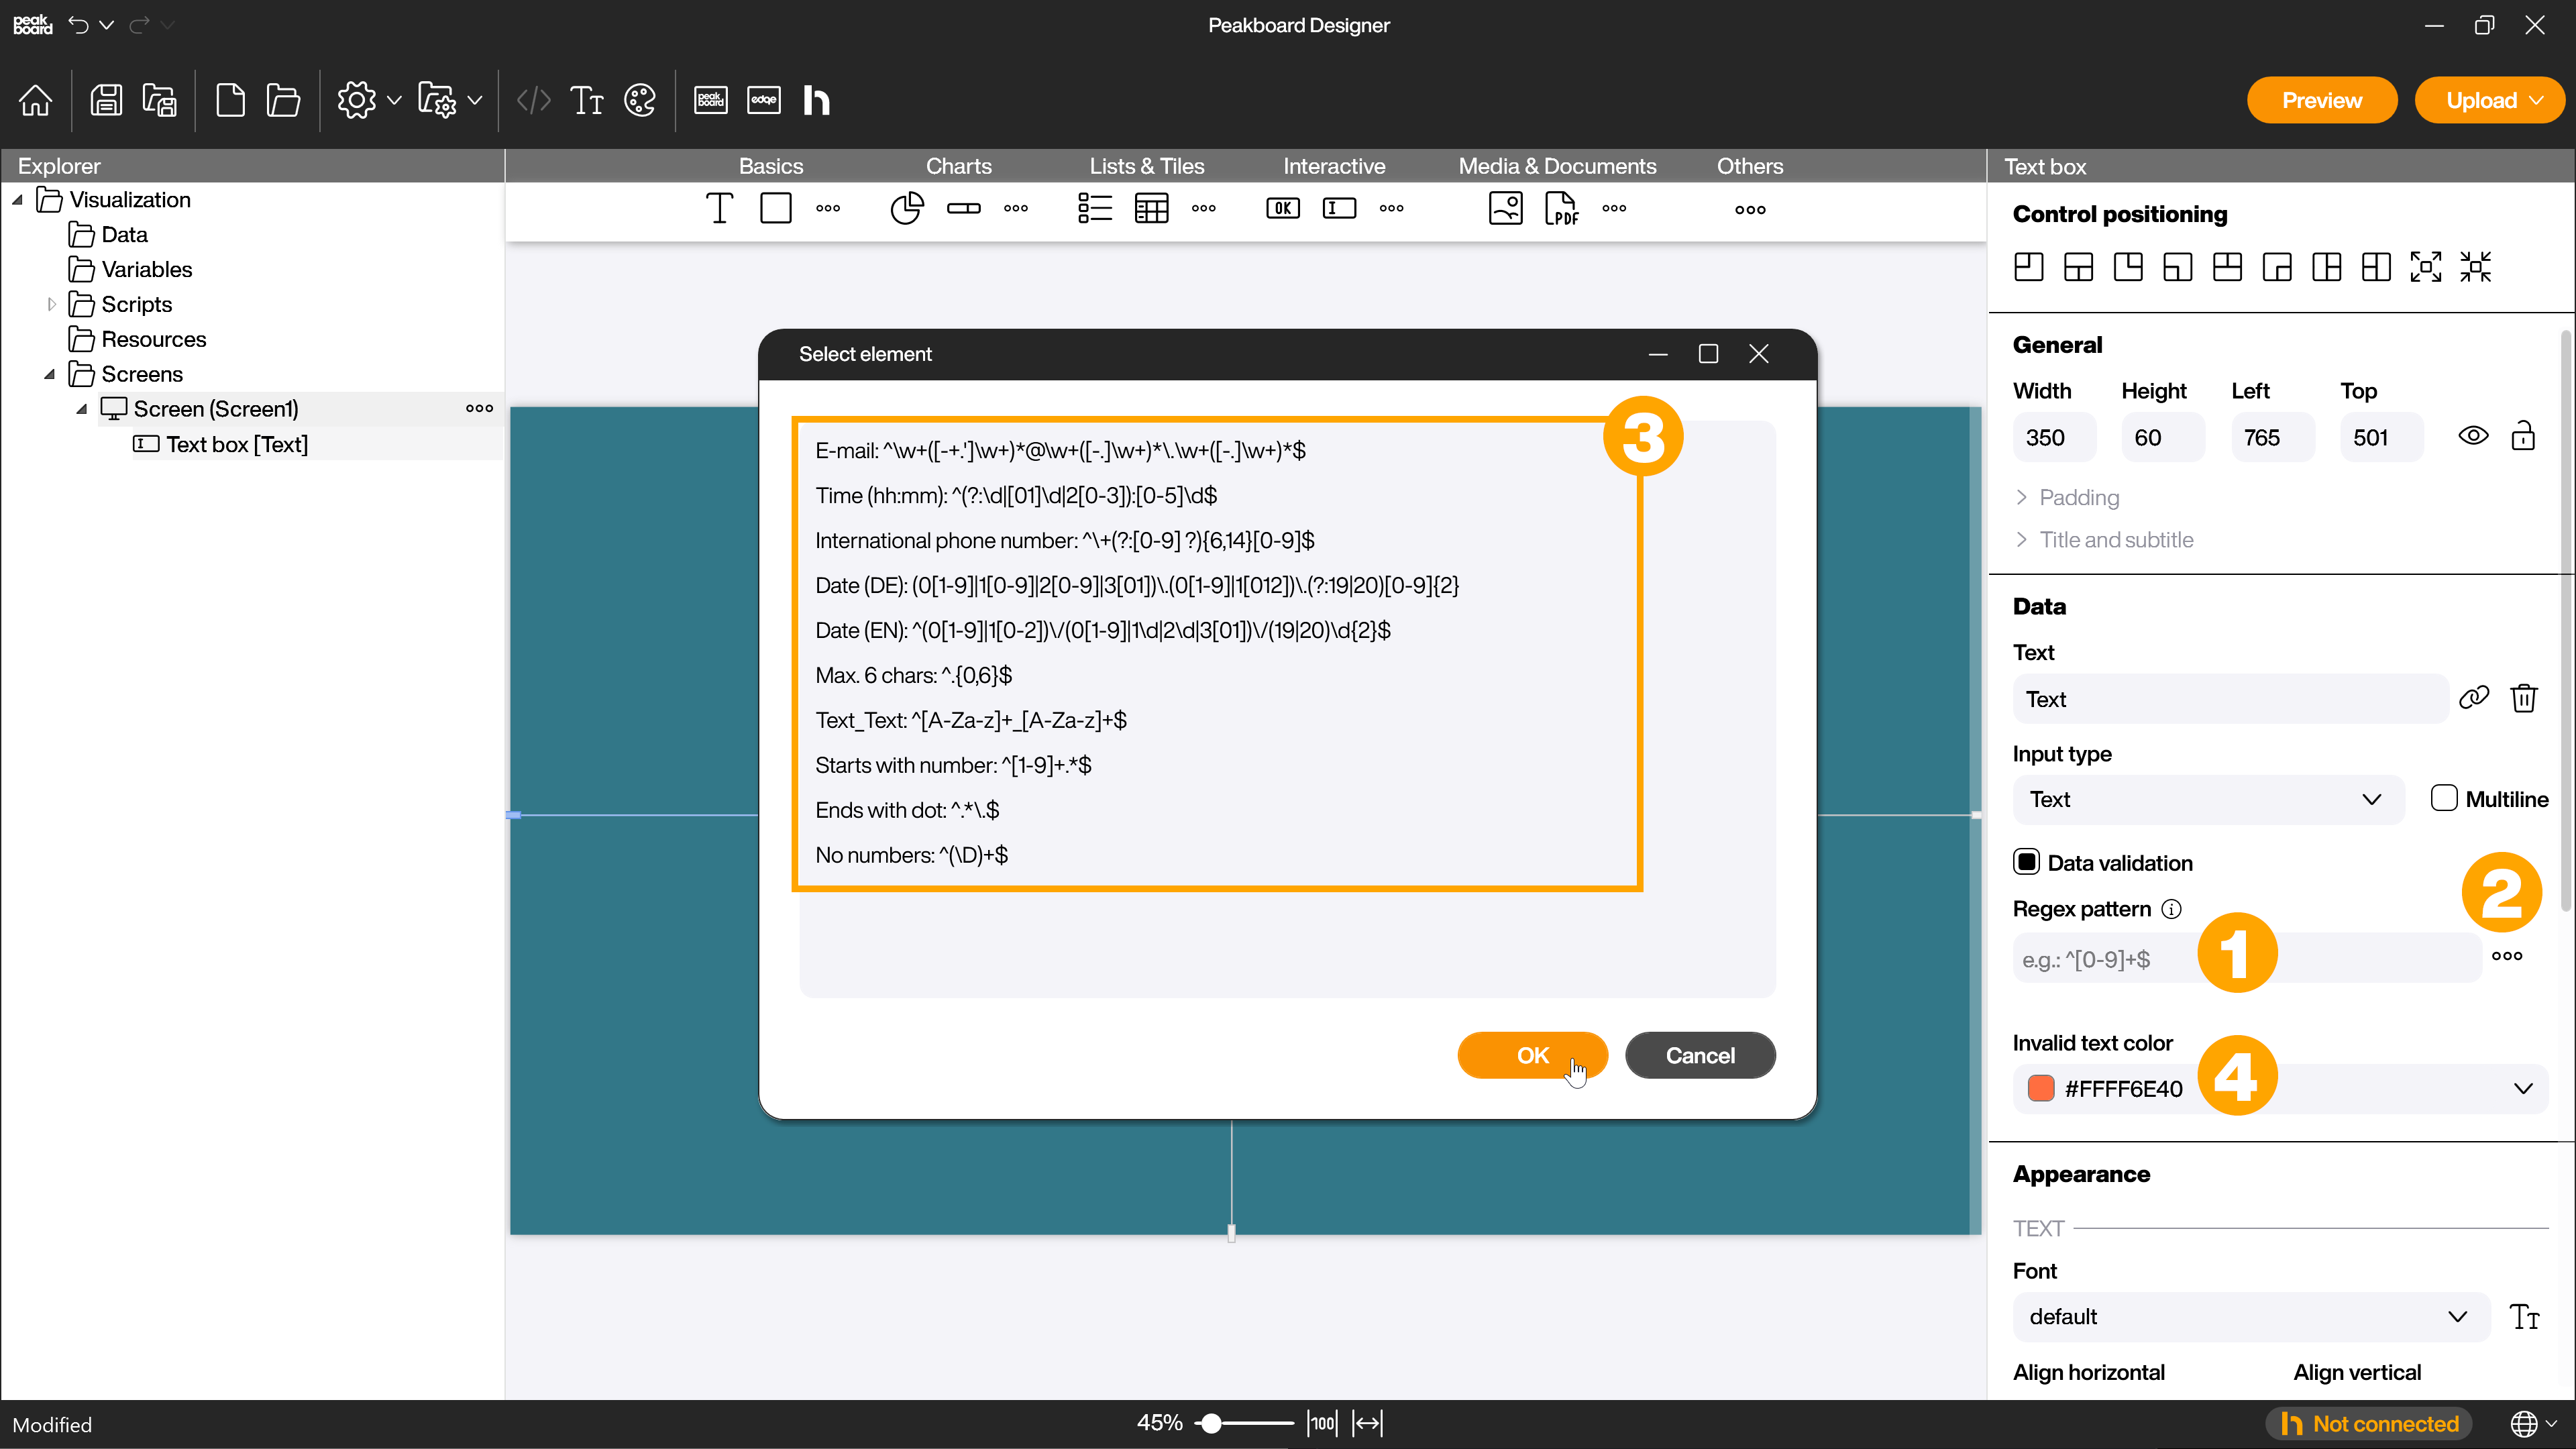 peak
board
Peakboard Designer
peak
board
edge
Preview
Upload
Explorer
Basics
Charts
Lists & Tiles
Interactive
Media & Documents
Others
Text box
Visualization
Data
Variables
Scripts
Resources
Screens
Screen (Screen1)
Text box [Text]
OK
PDF
Control positioning
General
Width
Height
Left
Top
350
60
765
501
Padding
Title and subtitle
Data
Text
Text
Input type
Text
Multiline
Data validation
2
Regex pattern
e.g.: ^[0-9]+$
1
Invalid text color
#FFFF6E40
4
Appearance
TEXT
Font
default
Align horizontal
Align vertical
Select element
3
E-mail: ^\w+([-+.']\w+)*@\w+([-.]\w+)*\.\w+([-.]\w+)*$
Time (hh:mm): ^(?:\d|[01]\d|2[0-3]):[0-5]\d$
International phone number: ^\+(?:[0-9] ?){6,14}[0-9]$
Date (DE): (0[1-9]|1[0-9]|2[0-9]|3[01])\.(0[1-9]|1[012])\.(?:19|20)[0-9]{2}
Date (EN): ^(0[1-9]|1[0-2])\/(0[1-9]|1\d|2\d|3[01])\/(19|20)\d{2}$
Max. 6 chars: ^.{0,6}$
Text_Text: ^[A-Za-z]+_[A-Za-z]+$
Starts with number: ^[1-9]+.*$
Ends with dot: ^.*\.$
No numbers: ^(\D)+$
OK
Cancel
Modified
45%
100
Not connected